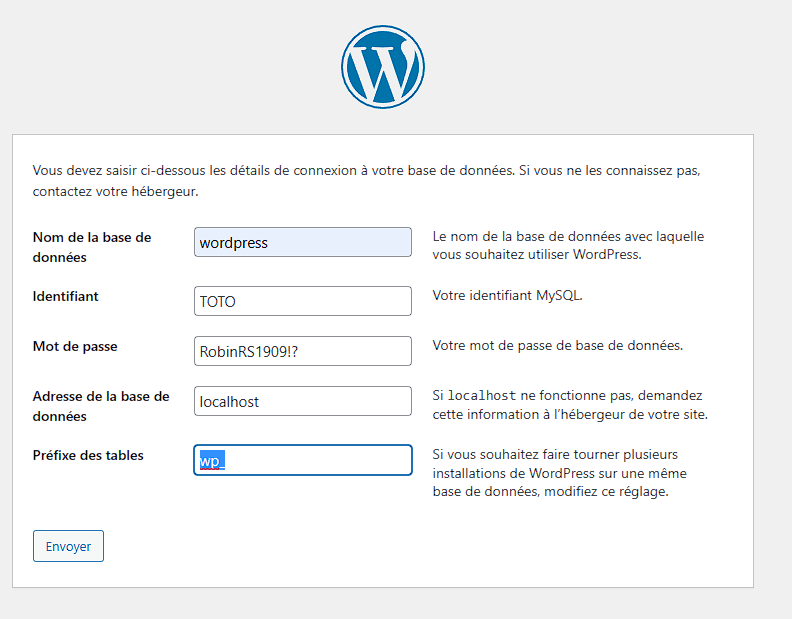 Vous devez saisir ci-dessous les détails de connexion à votre base de données. Si vous ne les connaissez pas,
contactez votre hébergeur.
Nom de la base de
données
wordpress
Le nom de la base de données avec laquelle
vous souhaitez utiliser WordPress.
Identifiant
TOTO
Votre identifiant MySQL.
Mot de passe
RobinRS1909!?
Votre mot de passe de base de données.
Adresse de la base de
données
localhost
Si localhost ne fonctionne pas, demandez
cette information à l’hébergeur de votre site.
Préfixe des tables
wp_
Si vous souhaitez faire tourner plusieurs
installations de WordPress sur une même
base de données, modifiez ce réglage.
Envoyer